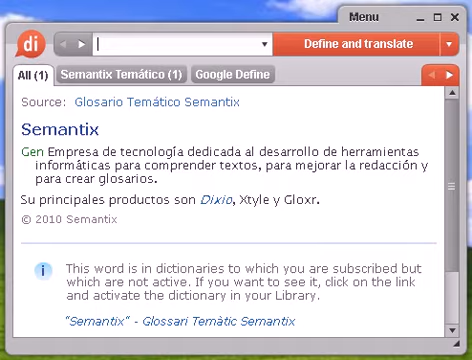 Menu
di
Define and translate
All (1) Semantix Temático (1) Google Define
Source: Glosario Temático Semantix
Semantix
Gen Empresa de tecnología dedicada al desarrollo de herramientas
informáticas para comprender textos, para mejorar la redacción y
para crear glosarios.
Su principales productos son Dixio, Xtyle y Gloxr.
© 2010 Semantix
i
This word is in dictionaries to which you are subscribed but
which are not active. If you want to see it, click on the link
and activate the dictionary in your Library.
"Semantix" - Glossari Temàtic Semantix